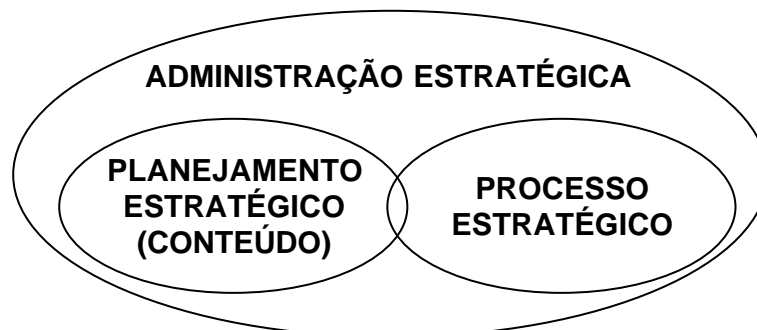 ADMINISTRAÇÃO ESTRATÉGICA
PLANEJAMENTO
ESTRATÉGICO
(CONTEÚDO)
PROCESSO
ESTRATÉGICO